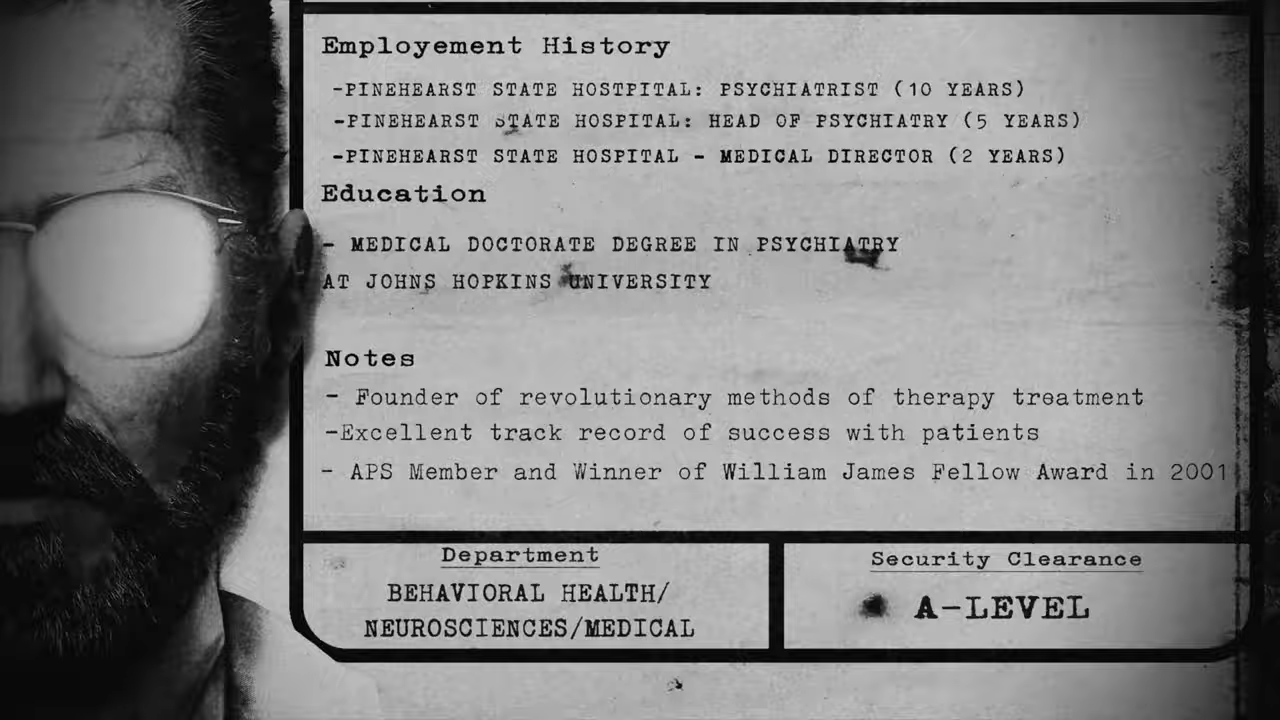 Employement History
-PINEHEARST STATE HOSTPITAL: PSYCHIATRIST (10 YEARS)
-PINEHEARST STATE HOSPITAL: HEAD OF PSYCHIATRY (5 YEARS)
-PINEHEARST STATE HOSPITAL - MEDICAL DIRECTOR (2 YEARS)
Education
- MEDICAL DOCTORATE DEGREE IN PSYCHIATRY
AT JOHNS HOPKINS UNIVERSITY
Notes
- Founder of revolutionary methods of therapy treatment
-Excellent track record of success with patients
- APS Member and Winner of William James Fellow Award in 2001
Department
BEHAVIORAL HEALTH/
NEUROSCIENCES/MEDICAL
Security Clearance
A-LEVEL